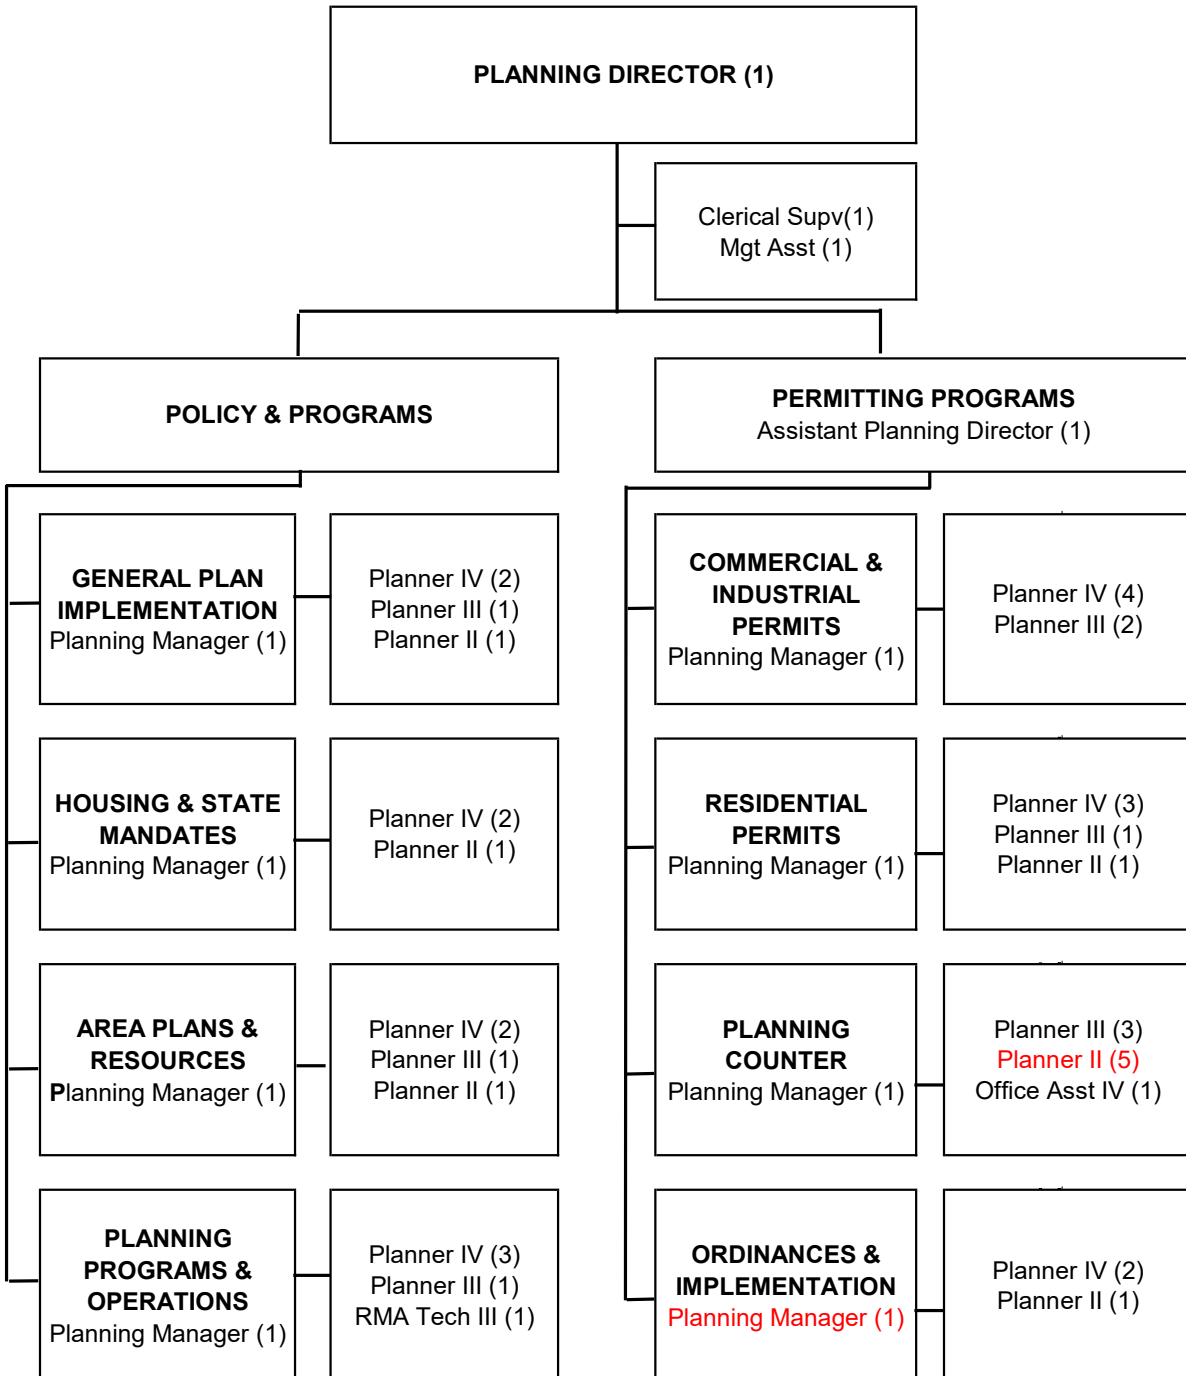 PLANNING DIRECTOR (1)
Clerical Supv(1)
Mgt Asst (1)
POLICY & PROGRAMS
PERMITTING PROGRAMS
Assistant Planning Director (1)
GENERAL PLAN
IMPLEMENTATION
Planning Manager (1)
Planner IV (2)
Planner III (1)
Planner II (1)
COMMERCIAL &
INDUSTRIAL
PERMITS
Planning Manager (1)
Planner IV (4)
Planner III (2)
HOUSING & STATE
MANDATES
Planning Manager (1)
Planner IV (2)
Planner II (1)
RESIDENTIAL
PERMITS
Planning Manager (1)
Planner IV (3)
Planner III (1)
Planner II (1)
AREA PLANS &
RESOURCES
Planning Manager (1)
Planner IV (2)
Planner III (1)
Planner II (1)
PLANNING
COUNTER
Planning Manager (1)
Planner III (3)
Planner II (5)
Office Asst IV (1)
PLANNING
PROGRAMS &
OPERATIONS
Planning Manager (1)
Planner IV (3)
Planner III (1)
RMA Tech III (1)
ORDINANCES &
IMPLEMENTATION
Planning Manager (1)
Planner IV (2)
Planner II (1)